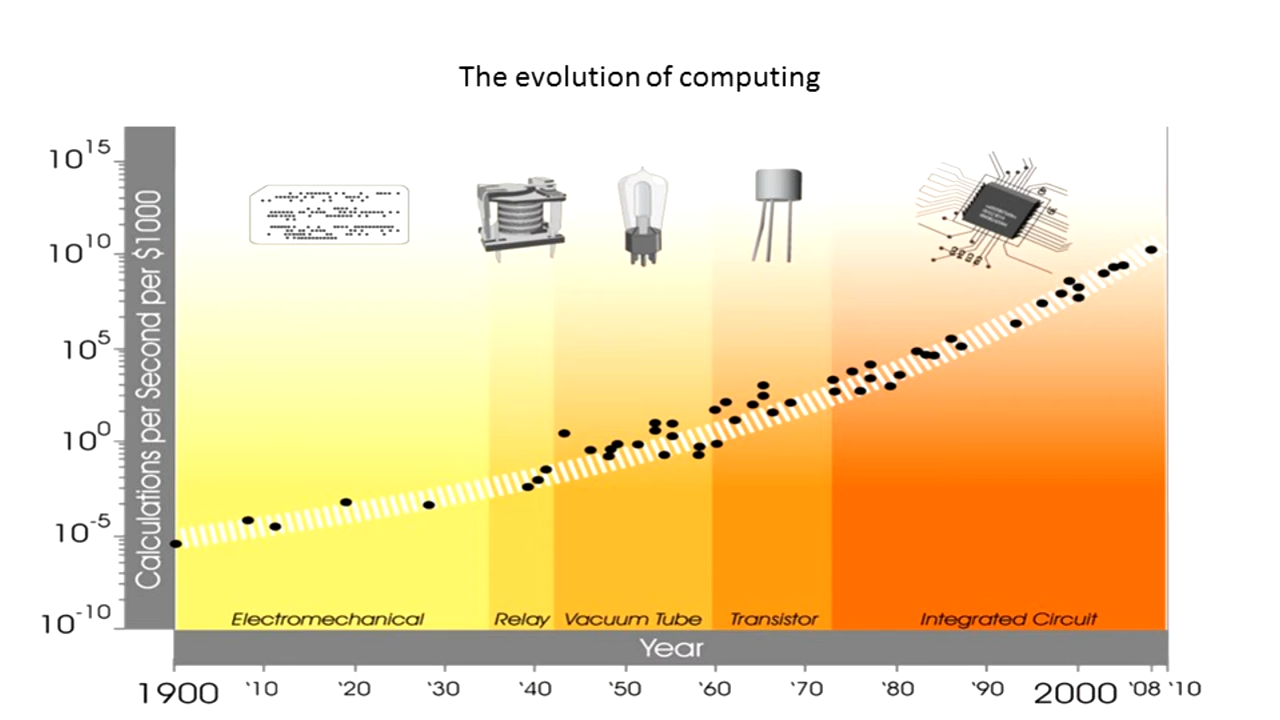 The evolution of computing
Calculations per Second per $1000
10^15
10^10
10^5
10^0
10^-5
10^-10
Electromechanical
Relay
Vacuum Tube
Transistor
Integrated Circuit
Year
1900 '10 '20 '30 '40 '50 '60 '70 '80 '90 2000 '08 '10